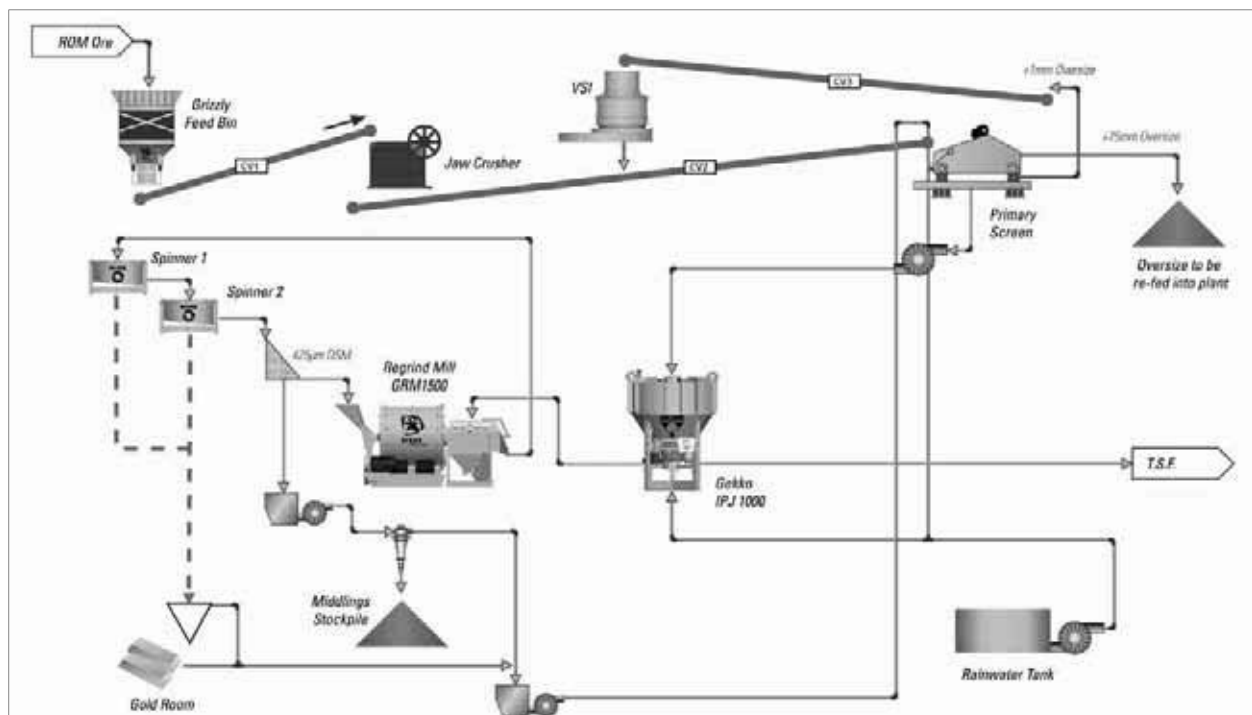 ROM Ore
Grizzly
Feed Bin
CV1
Jaw Crusher
VSI
CV3
CV2
+1mm Oversize
+75mm Oversize
Primary
Screen
Oversize to be
re-fed into plant
Spinner 1
Spinner 2
425µm DSM
Regrind Mill
GRM1500
Gekko
IPJ 1000
T.S.F.
Middlings
Stockpile
Gold Room
Rainwater Tank